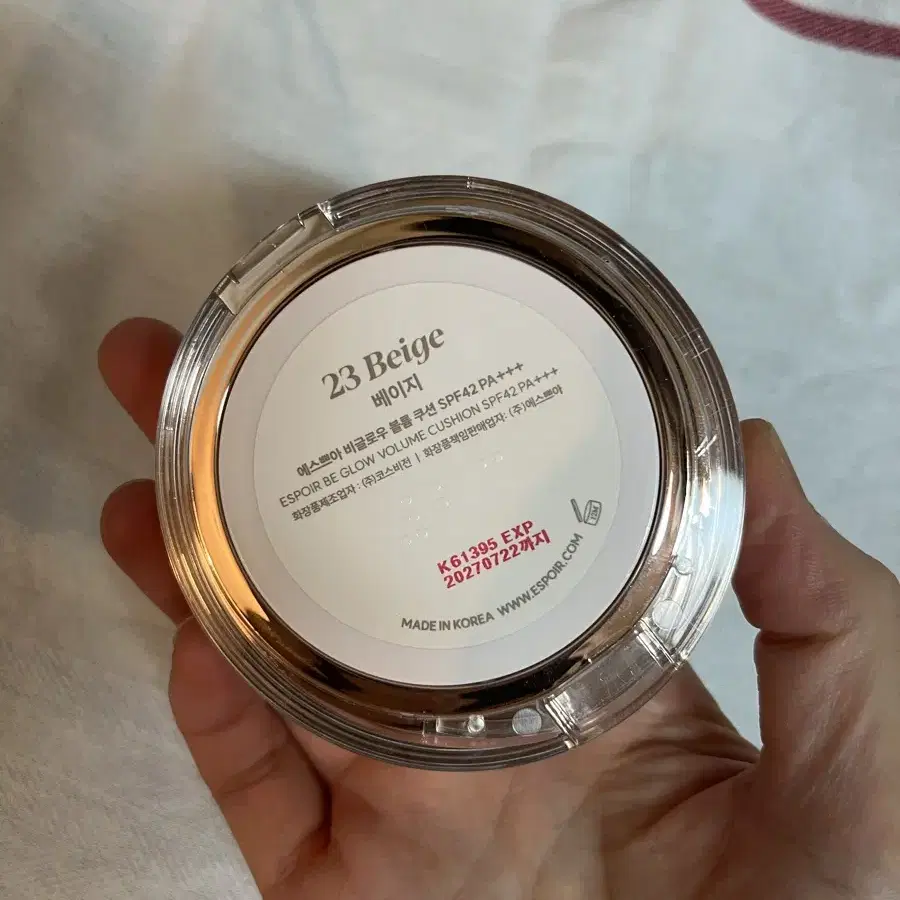 23 Beige
베이지
에스쁘아 비글로우 볼륨 쿠션 SPF42 PA+++
ESPOIR BE GLOW VOLUME CUSHION SPF42 PA+++
화장품제조업자 : (주)코스비전 | 화장품책임판매업자: (주)에스쁘아
12M
K61395 EXP
20270722까지
MADE IN KOREA WWW.ESPOIR.COM